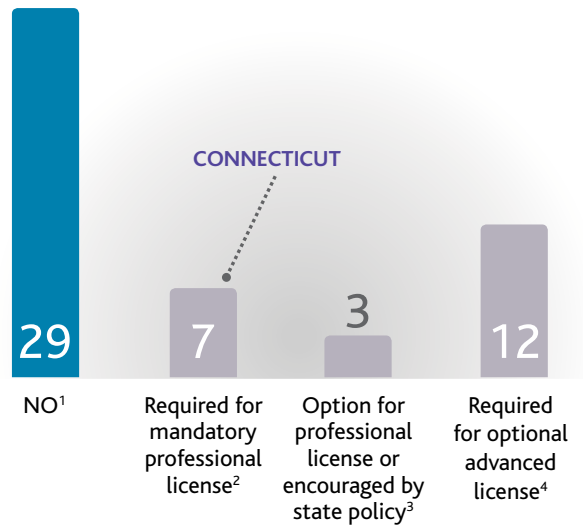 CONNECTICUT
29
7
3
12
NO¹
Required for
mandatory
professional
license²
Option for
professional
license or
encouraged by
state policy³
Required
for optional
advanced
license⁴